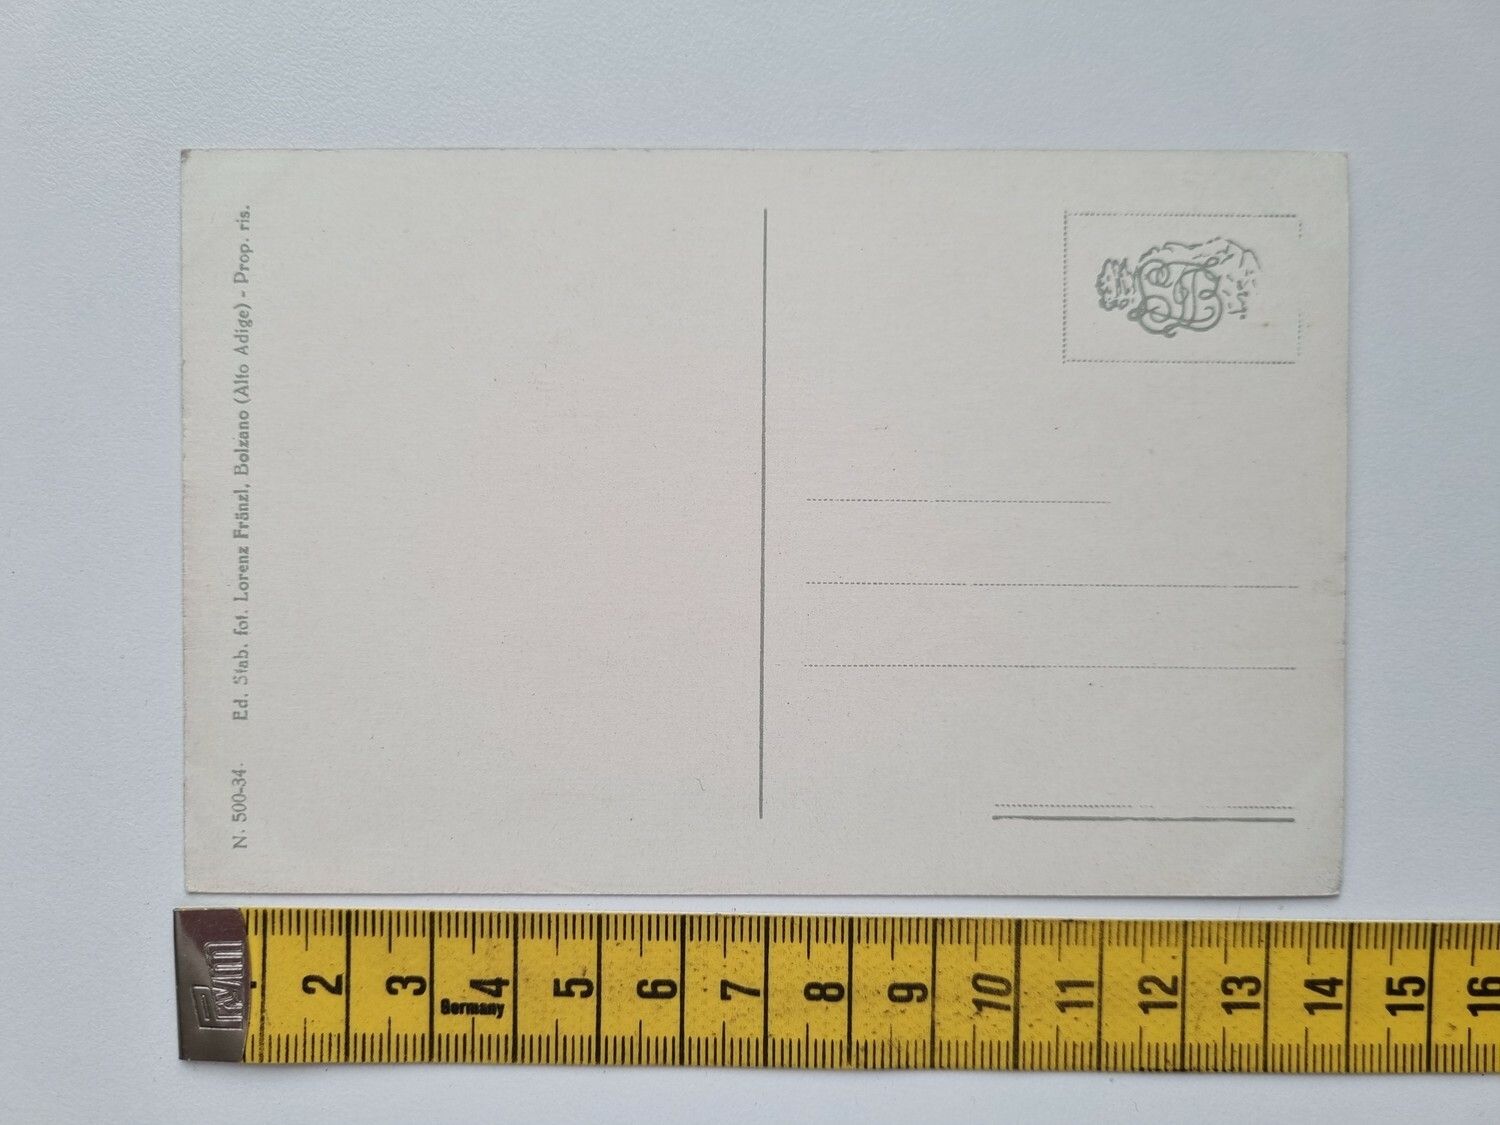 N. 500-34. Ed. Stab. fot. Lorenz Fränzl, Bolzano (Alto Adige) - Prop. ris.
Prym
Germany
2 3 4 5 6 7 8 9 10 11 12 13 14 15 16